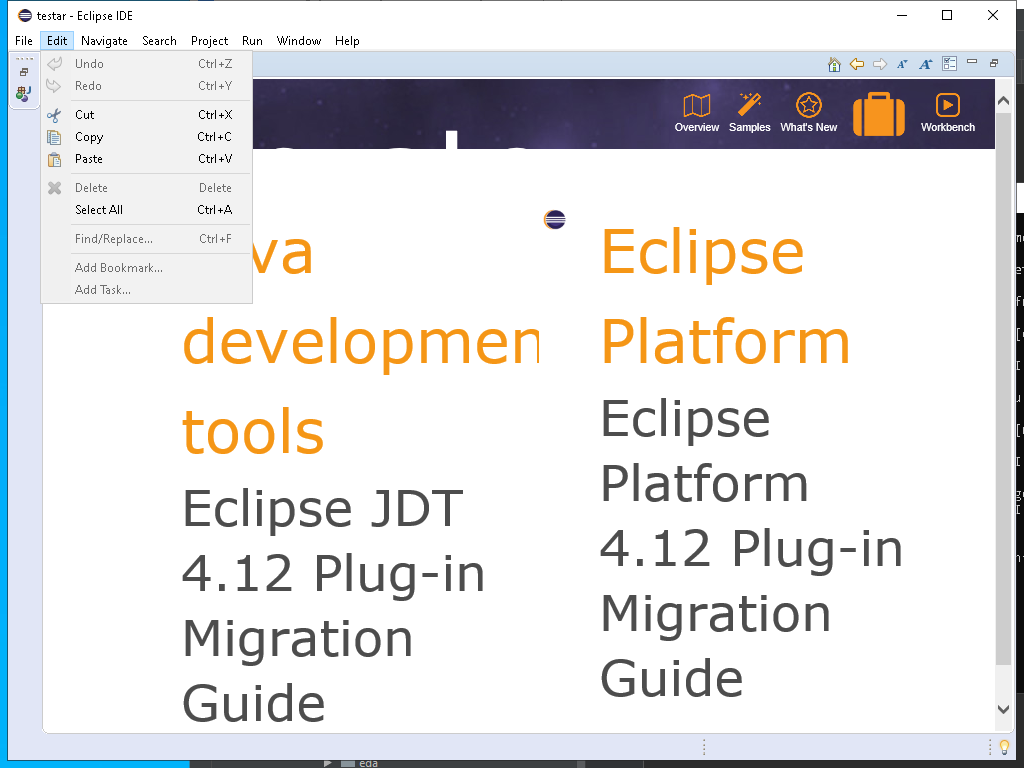 testar - Eclipse IDE
File Edit Navigate Search Project Run Window Help
Undo Ctrl+Z
Redo Ctrl+Y
Cut Ctrl+X
Copy Ctrl+C
Paste Ctrl+V
Delete Delete
Select All Ctrl+A
Find/Replace... Ctrl+F
Add Bookmark...
Add Task...
Overview Samples What's New Workbench
va
developmen
tools
Eclipse JDT
4.12 Plug-in
Migration
Guide
Eclipse
Platform
Eclipse
Platform
4.12 Plug-in
Migration
Guide
eda